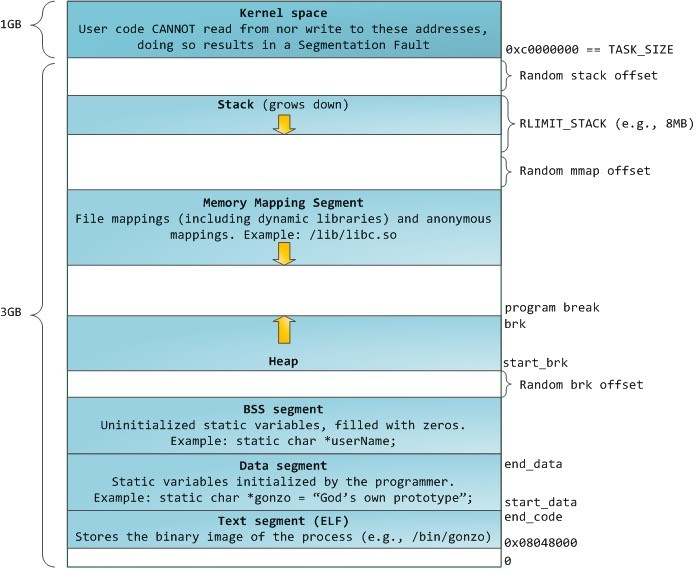 Kernel space
1GB
User code CANNOT read from nor write to these addresses,
doing so results in a Segmentation Fault
0xc0000000 == TASK_SIZE
Random stack offset
Stack (grows down)
RLIMIT_STACK (e.g., 8MB)
Random mmap offset
Memory Mapping Segment
File mappings (including dynamic libraries) and anonymous
mappings. Example: /lib/libc.so
3GB
program break
brk
Heap
start_brk
Random brk offset
BSS segment
Uninitialized static variables, filled with zeros.
Example: static char *userName;
Data segment
end_data
Static variables initialized by the programmer.
Example: static char *gonzo = “God’s own prototype”;
start_data
end_code
Text segment (ELF)
Stores the binary image of the process (e.g., /bin/gonzo)
0x08048000
0